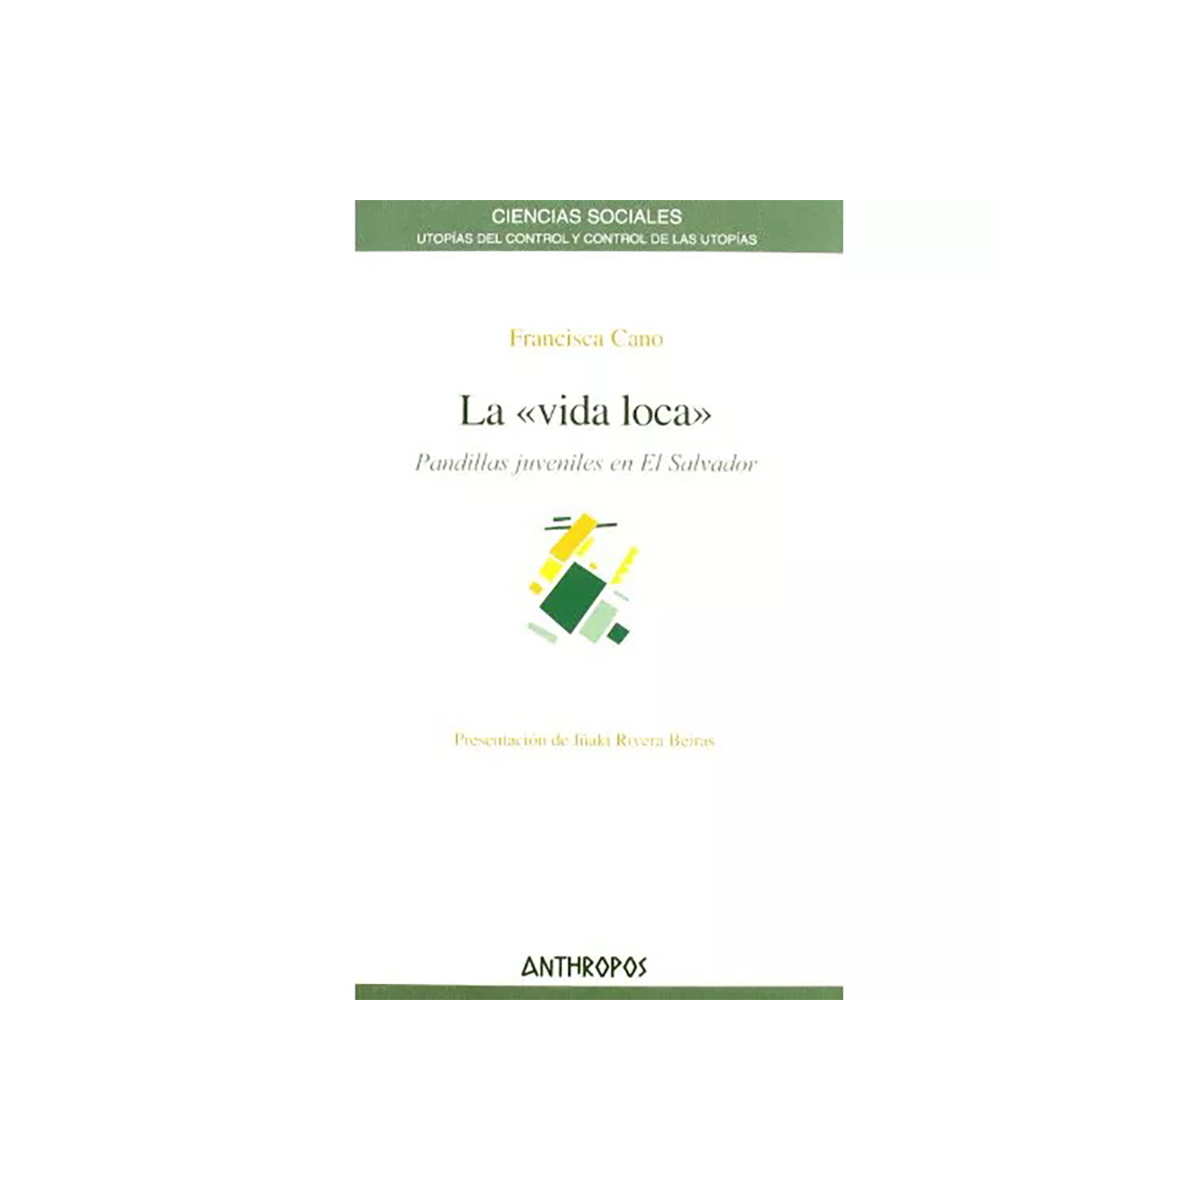 CIENCIAS SOCIALES
UTOPÍAS DEL CONTROL Y CONTROL DE LAS UTOPÍAS
Francisca Cano
La «vida loca»
Pandillas juveniles en El Salvador
Presentación de Iñaki Rivera Beiras
ANTHROPOS